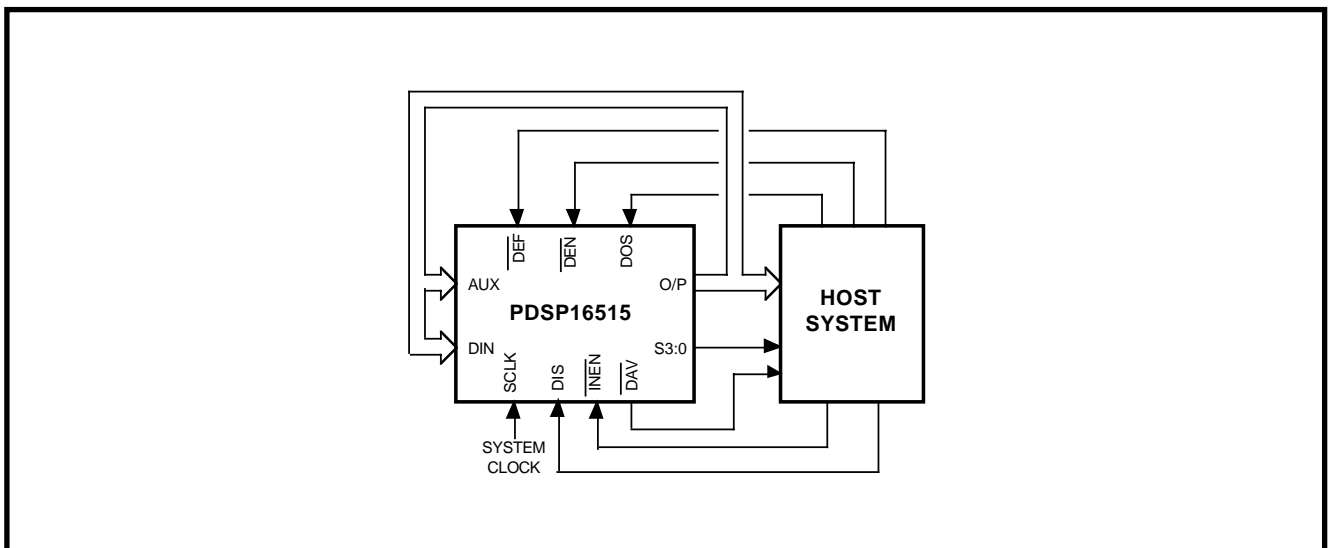 DEF
DEN
DOS
AUX
O/P
PDSP16515
HOST
SYSTEM
DIN
S3:0
SCLK
DIS
INEN
DAV
SYSTEM
CLOCK